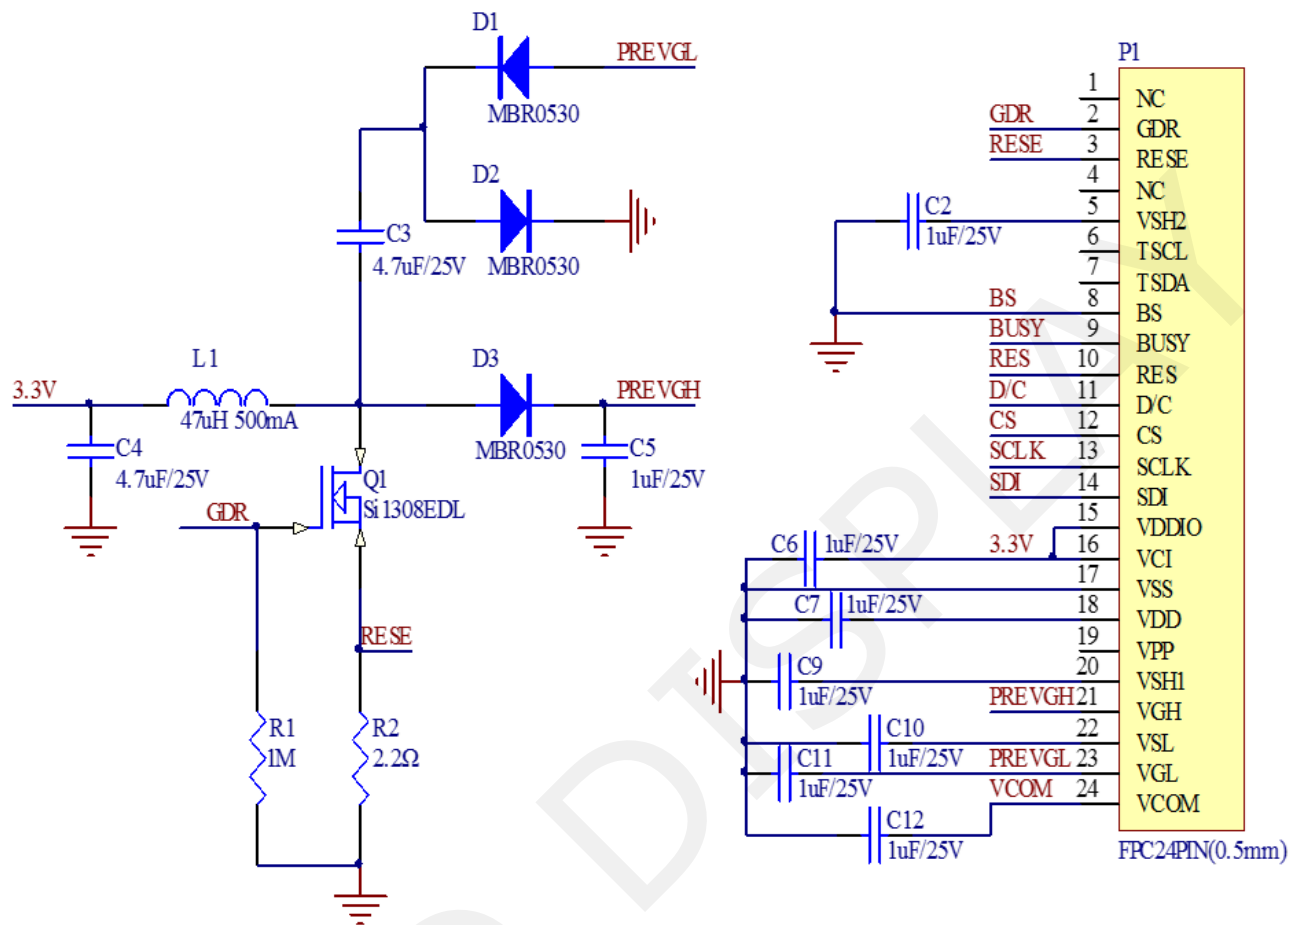 D1
PREVGL
MBR0530
D2
MBR0530
C3
4.7uF/25V
L1
3.3V
47uH 500mA
D3
PREVGH
MBR0530
C4
4.7uF/25V
C5
1uF/25V
Q1
Si1308EDL
GDR
RESE
R1
1M
R2
2.2Ω
P1
1 NC
GDR 2 GDR
RESE 3 RESE
4 NC
C2
1uF/25V
5 VSH2
6 TSCL
7 TSDA
BS 8 BS
BUSY 9 BUSY
RES 10 RES
D/C 11 D/C
CS 12 CS
SCLK 13 SCLK
SDI 14 SDI
15 VDDIO
C6 1uF/25V 3.3V 16 VCI
17 VSS
C7 1uF/25V 18 VDD
19 VPP
C9
1uF/25V
20 VSH1
PREVGH 21 VGH
C10
1uF/25V
22 VSL
C11
1uF/25V
PREVGL 23 VGL
VCOM 24 VCOM
C12
1uF/25V
FPC24PIN(0.5mm)
DISPLAY